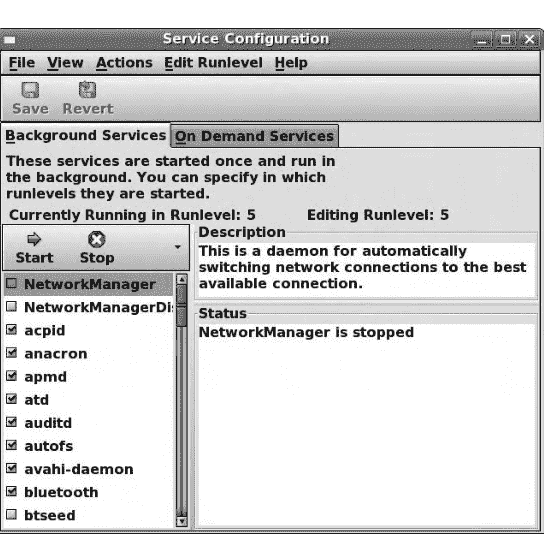 Service Configuration
File View Actions Edit Runlevel Help
Save Revert
Background Services On Demand Services
These services are started once and run in
the background. You can specify in which
runlevels they are started.
Currently Running in Runlevel: 5 Editing Runlevel: 5
Start Stop
Description
This is a daemon for automatically
switching network connections to the best
available connection.
NetworkManager
NetworkManagerDi
acpid
anacron
apmd
atd
auditd
autofs
avahi-daemon
bluetooth
btseed
Status
NetworkManager is stopped